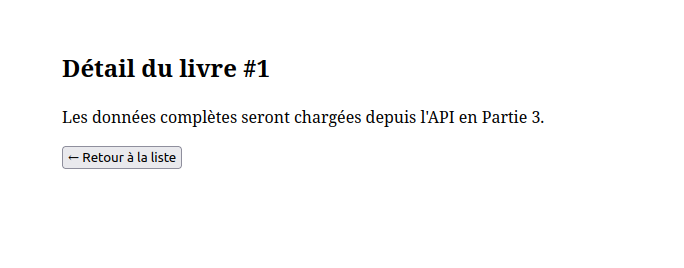 Détail du livre #1
Les données complètes seront chargées depuis l'API en Partie 3.
← Retour à la liste